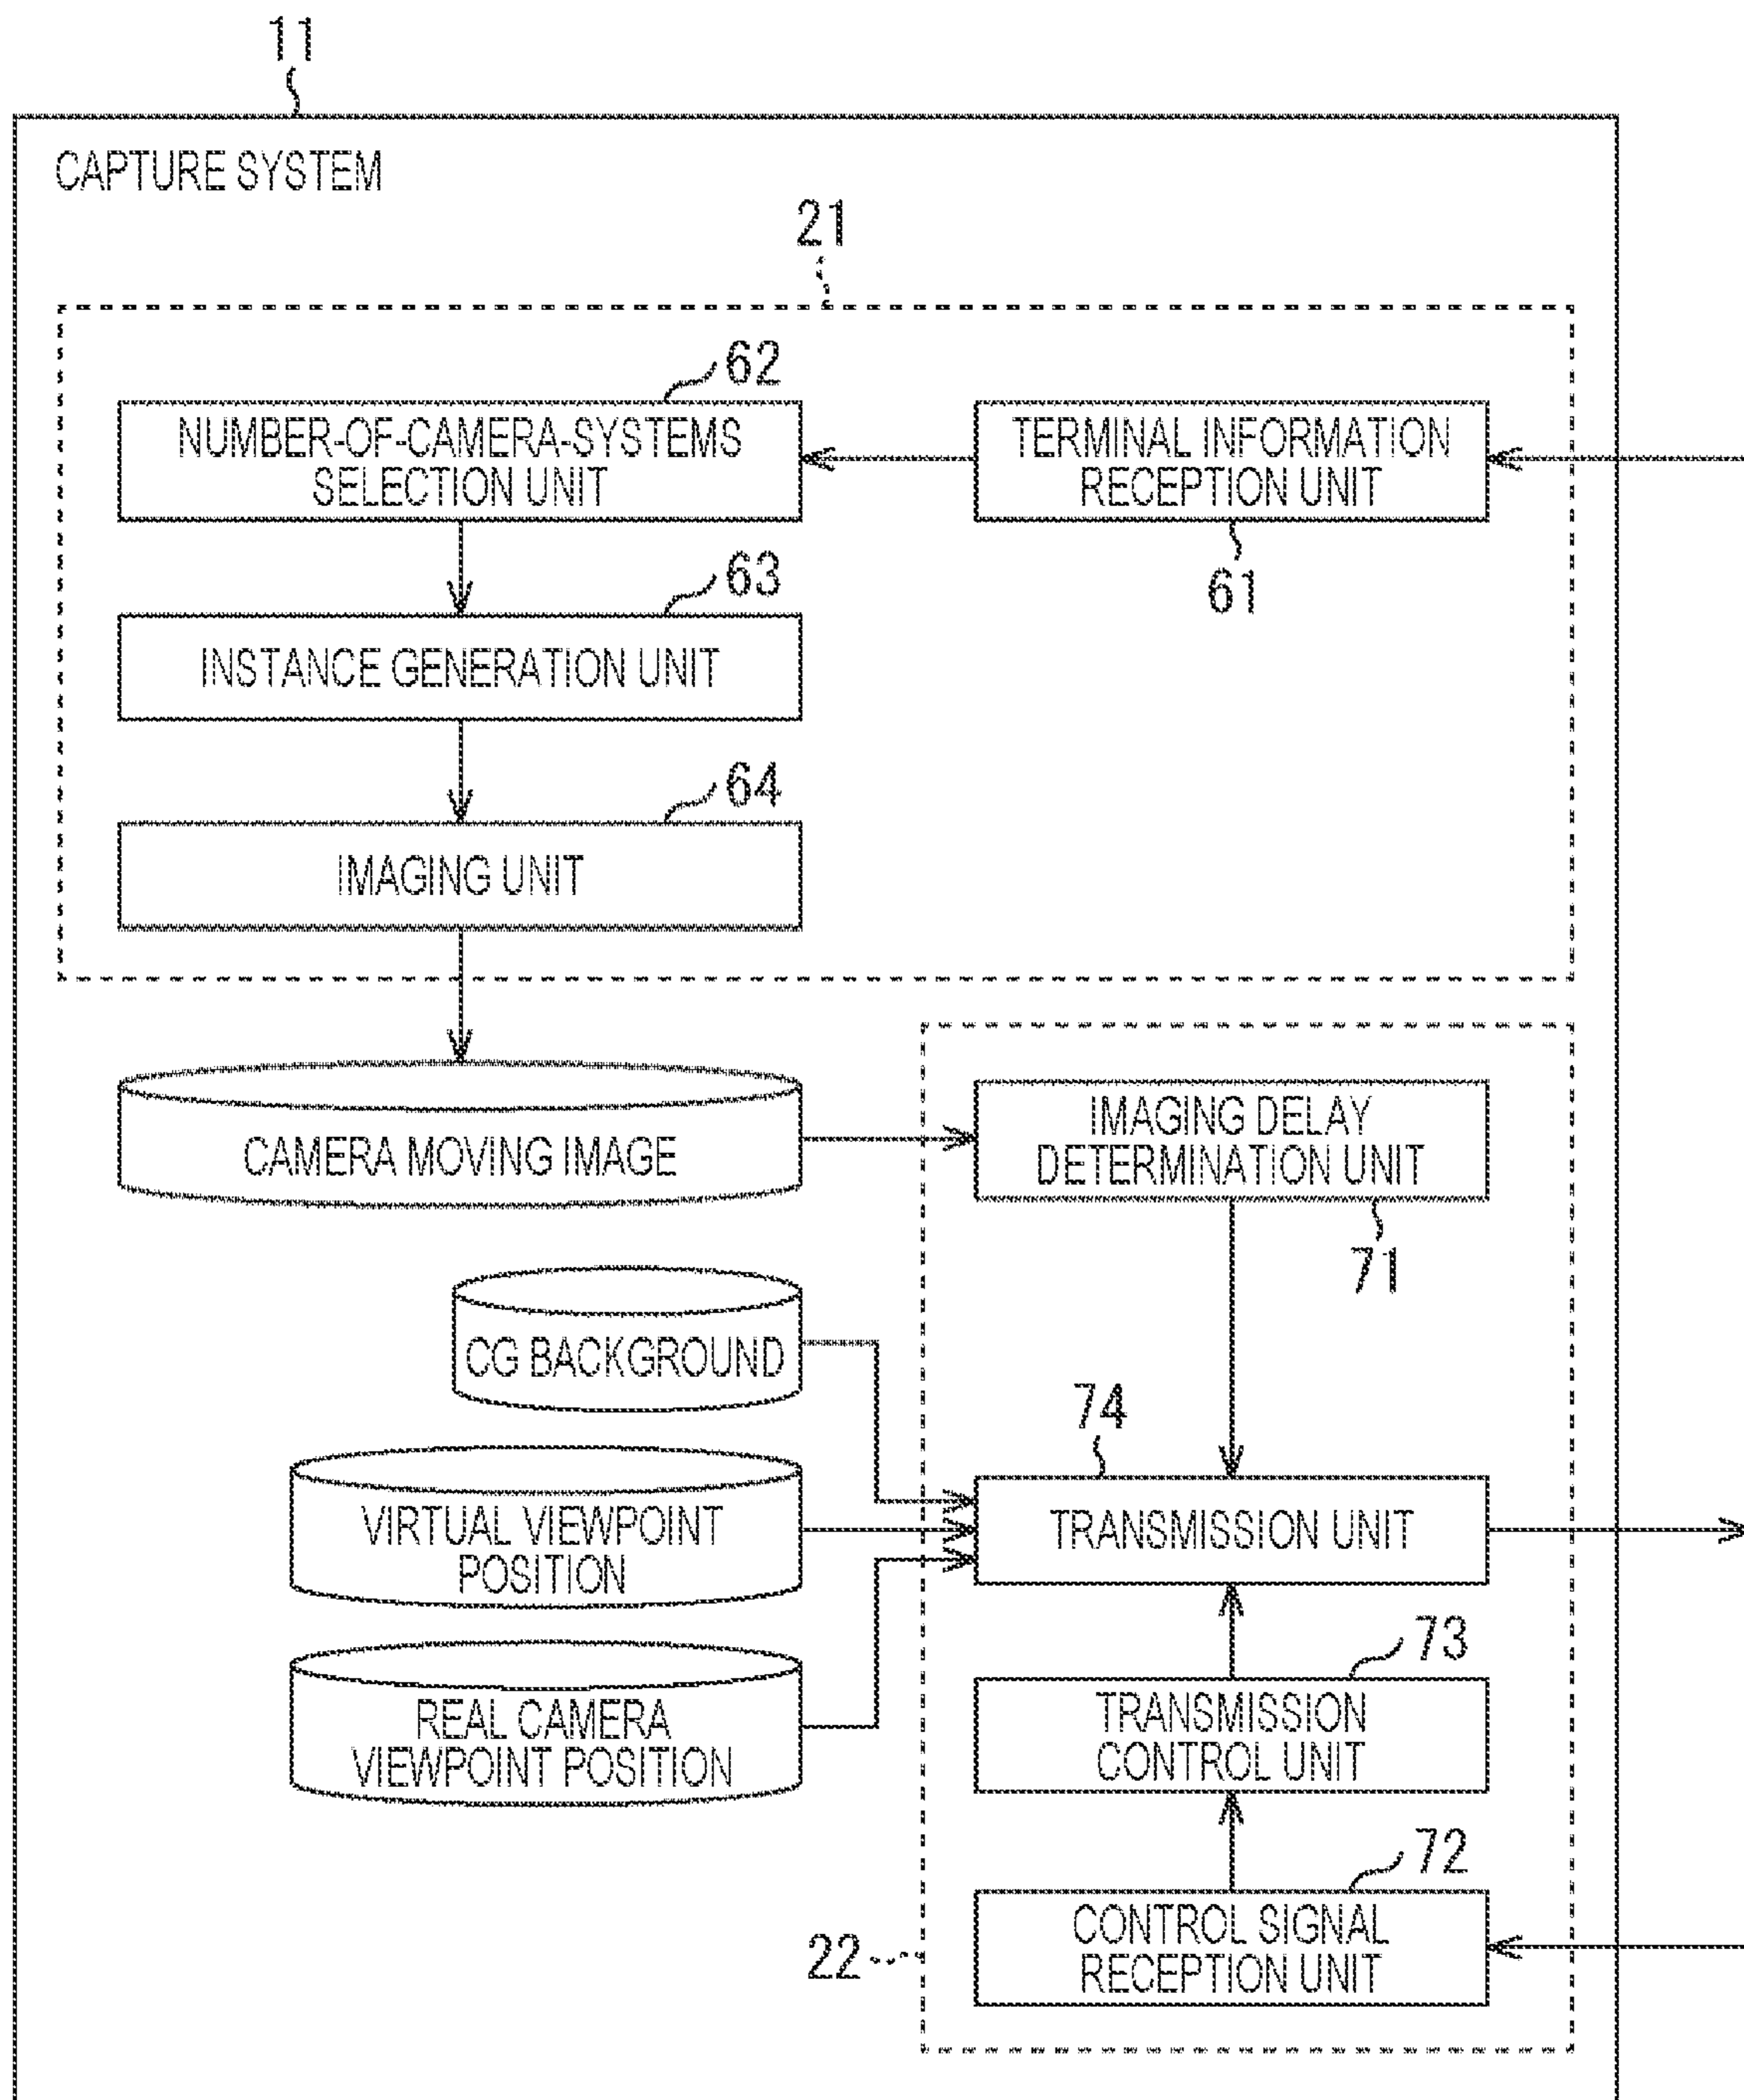 11
CAPTURE SYSTEM
21
62
NUMBER-OF-CAMERA-SYSTEMS
SELECTION UNIT
TERMINAL INFORMATION
RECEPTION UNIT
61
63
INSTANCE GENERATION UNIT
64
IMAGING UNIT
CAMERA MOVING IMAGE
IMAGING DELAY
DETERMINATION UNIT
71
CG BACKGROUND
74
VIRTUAL VIEWPOINT
POSITION
TRANSMISSION UNIT
73
REAL CAMERA
VIEWPOINT POSITION
TRANSMISSION
CONTROL UNIT
72
22
CONTROL SIGNAL
RECEPTION UNIT